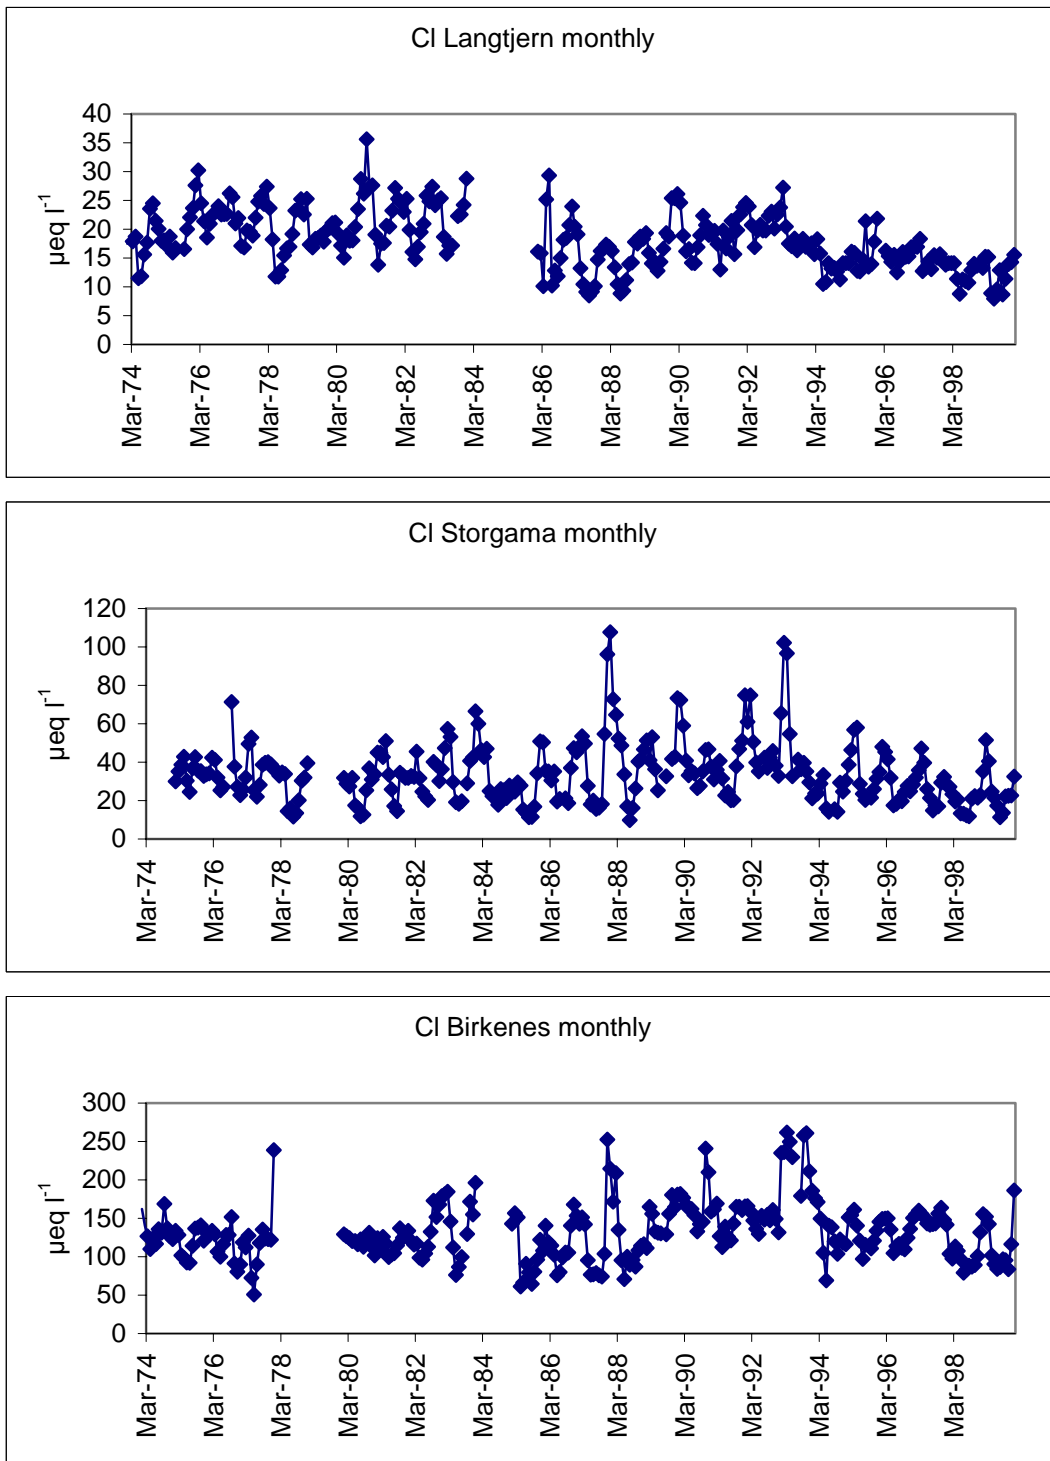 Cl Langtjern monthly
µeq l-1
40
35
30
25
20
15
10
5
0
Mar-74
Mar-76
Mar-78
Mar-80
Mar-82
Mar-84
Mar-86
Mar-88
Mar-90
Mar-92
Mar-94
Mar-96
Mar-98
Cl Storgama monthly
µeq l-1
120
100
80
60
40
20
0
Mar-74
Mar-76
Mar-78
Mar-80
Mar-82
Mar-84
Mar-86
Mar-88
Mar-90
Mar-92
Mar-94
Mar-96
Mar-98
Cl Birkenes monthly
µeq l-1
300
250
200
150
100
50
0
Mar-74
Mar-76
Mar-78
Mar-80
Mar-82
Mar-84
Mar-86
Mar-88
Mar-90
Mar-92
Mar-94
Mar-96
Mar-98